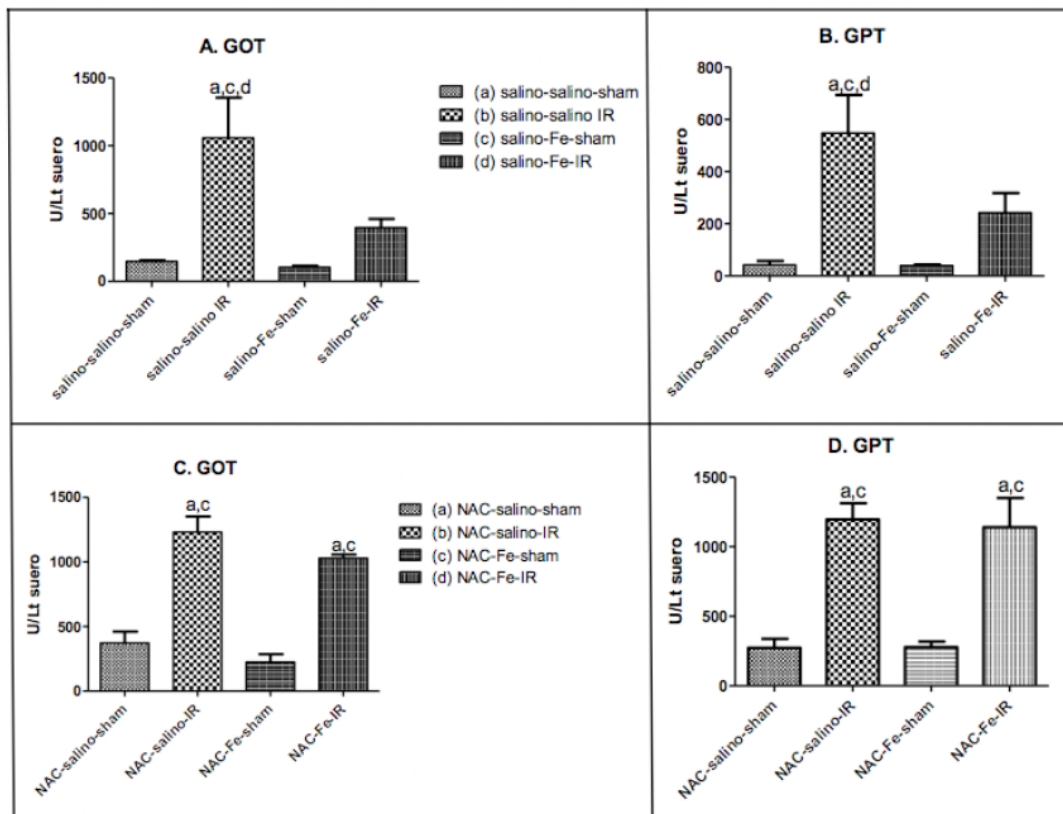 A. GOT
U/Lt suero
1500
1000
500
0
a,c,d
salino-salino-sham
salino-salino IR
salino-Fe-sham
salino-Fe-IR
(a) salino-salino-sham
(b) salino-salino IR
(c) salino-Fe-sham
(d) salino-Fe-IR
B. GPT
U/Lt suero
800
600
400
200
0
a,c,d
salino-salino-sham
salino-salino IR
salino-Fe-sham
salino-Fe-IR
C. GOT
U/Lt suero
1500
1000
500
0
a,c
a,c
NAC-salino-sham
NAC-salino-IR
NAC-Fe-sham
NAC-Fe-IR
(a) NAC-salino-sham
(b) NAC-salino-IR
(c) NAC-Fe-sham
(d) NAC-Fe-IR
D. GPT
U/Lt suero
1500
1000
500
0
a,c
a,c
NAC-salino-sham
NAC-salino-IR
NAC-Fe-sham
NAC-Fe-IR